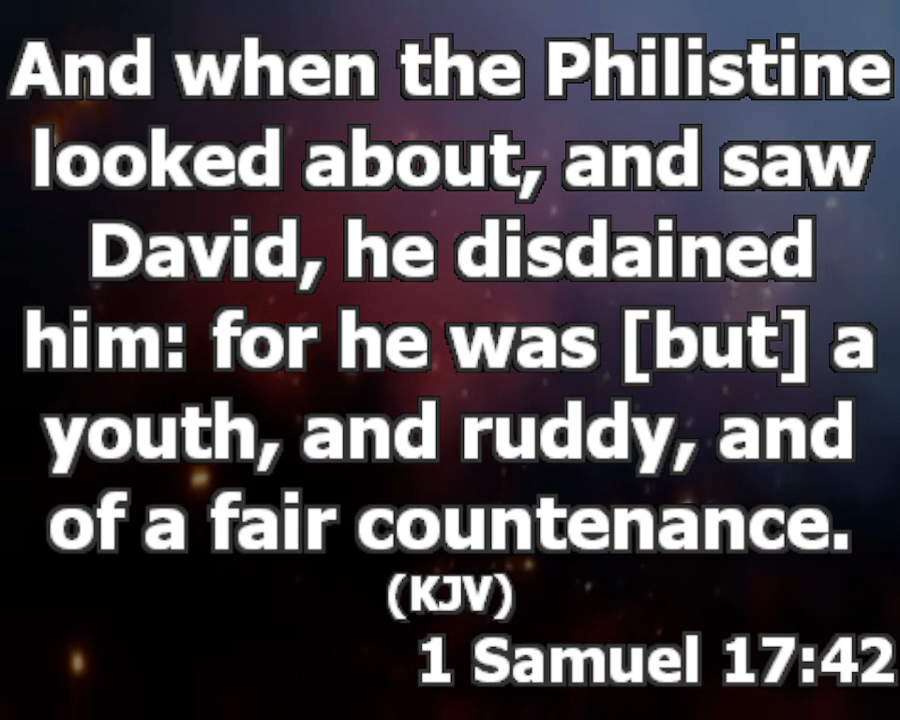 And when the Philistine
looked about, and saw
David, he disdained
him: for he was [but] a
youth, and ruddy, and
of a fair countenance.
(KJV)
1 Samuel 17:42